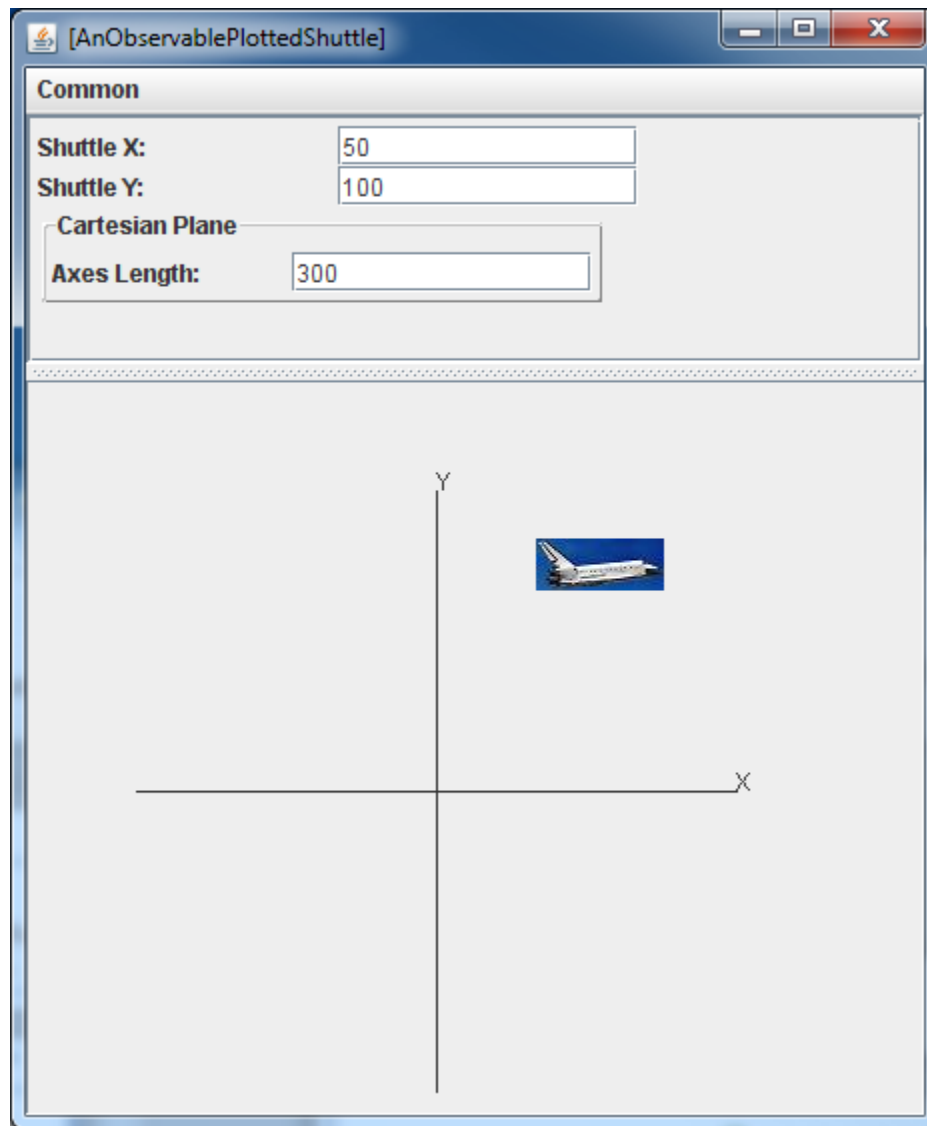 [AnObservablePlottedShuttle]
Common
Shuttle X: 50
Shuttle Y: 100
Cartesian Plane
Axes Length: 300
Y
X